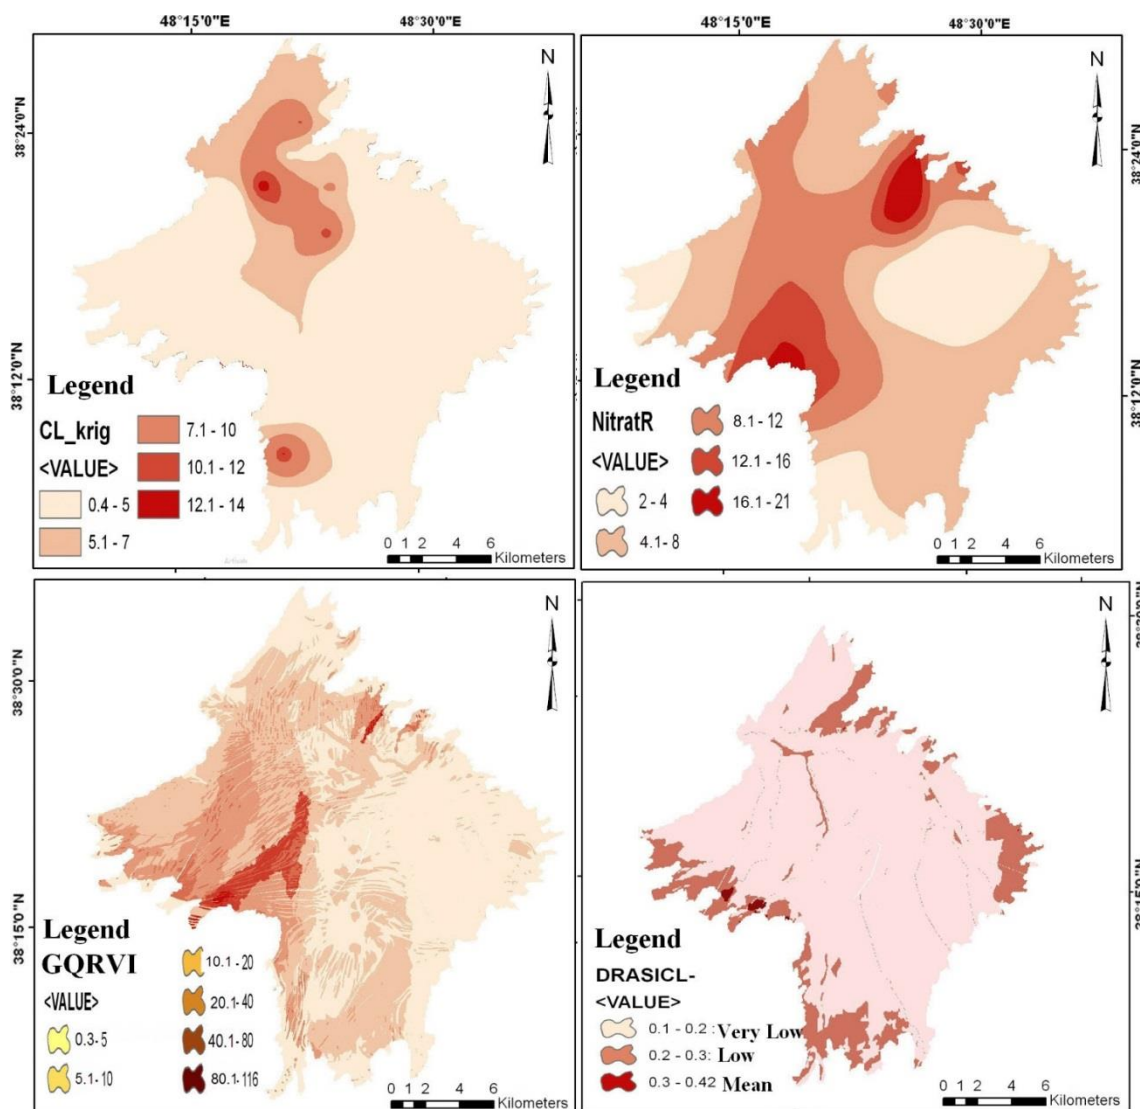 48°15'0"E 48°30'0"E
38°24'0"N
38°12'0"N
N
Legend
CL_krig
<VALUE>
0.4 - 5
5.1 - 7
7.1 - 10
10.1 - 12
12.1 - 14
0 1 2 4 6
Kilometers
48°15'0"E 48°30'0"E
N
38°24'0"N
38°12'0"N
Legend
NitratR
<VALUE>
2 - 4
4.1 - 8
8.1 - 12
12.1 - 16
16.1 - 21
0 1 2 4 6
Kilometers
38°30'0"N
38°15'0"N
N
Legend
GQRVI
<VALUE>
0.3 - 5
5.1 - 10
10.1 - 20
20.1 - 40
40.1 - 80
80.1 - 116
0 1 2 4 6
Kilometers
N
38°15'0"N
Legend
DRASICL-
<VALUE>
0.1 - 0.2 : Very Low
0.2 - 0.3: Low
0.3 - 0.42 Mean
0 1 2 4 6
Kilometers